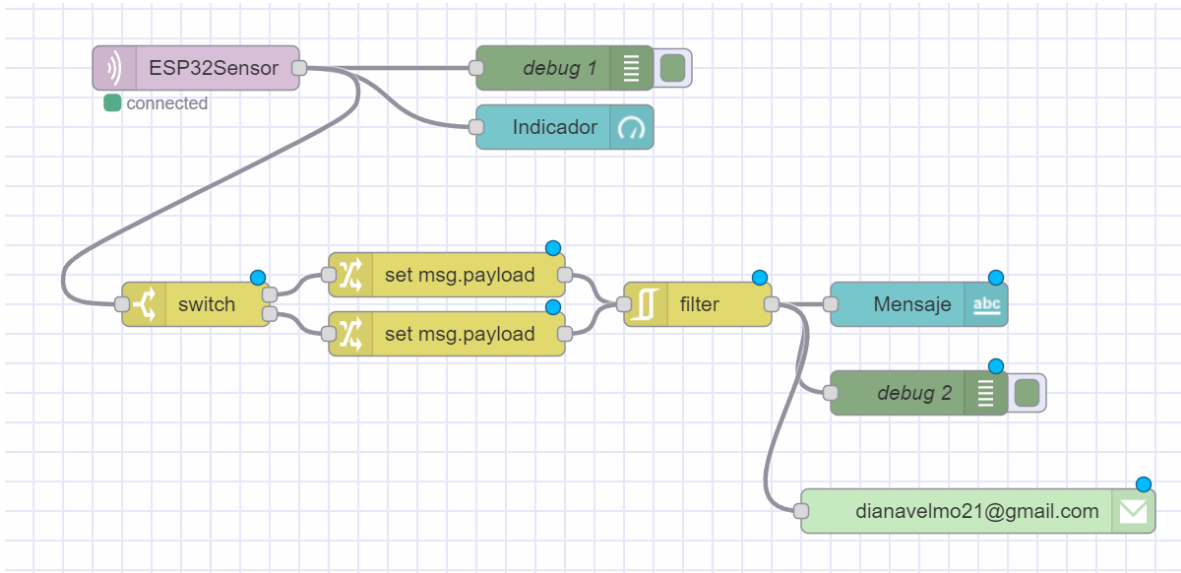 ESP32Sensor
connected
debug 1
Indicador
switch
set msg.payload
set msg.payload
filter
Mensaje
abc
debug 2
dianavelmo21@gmail.com